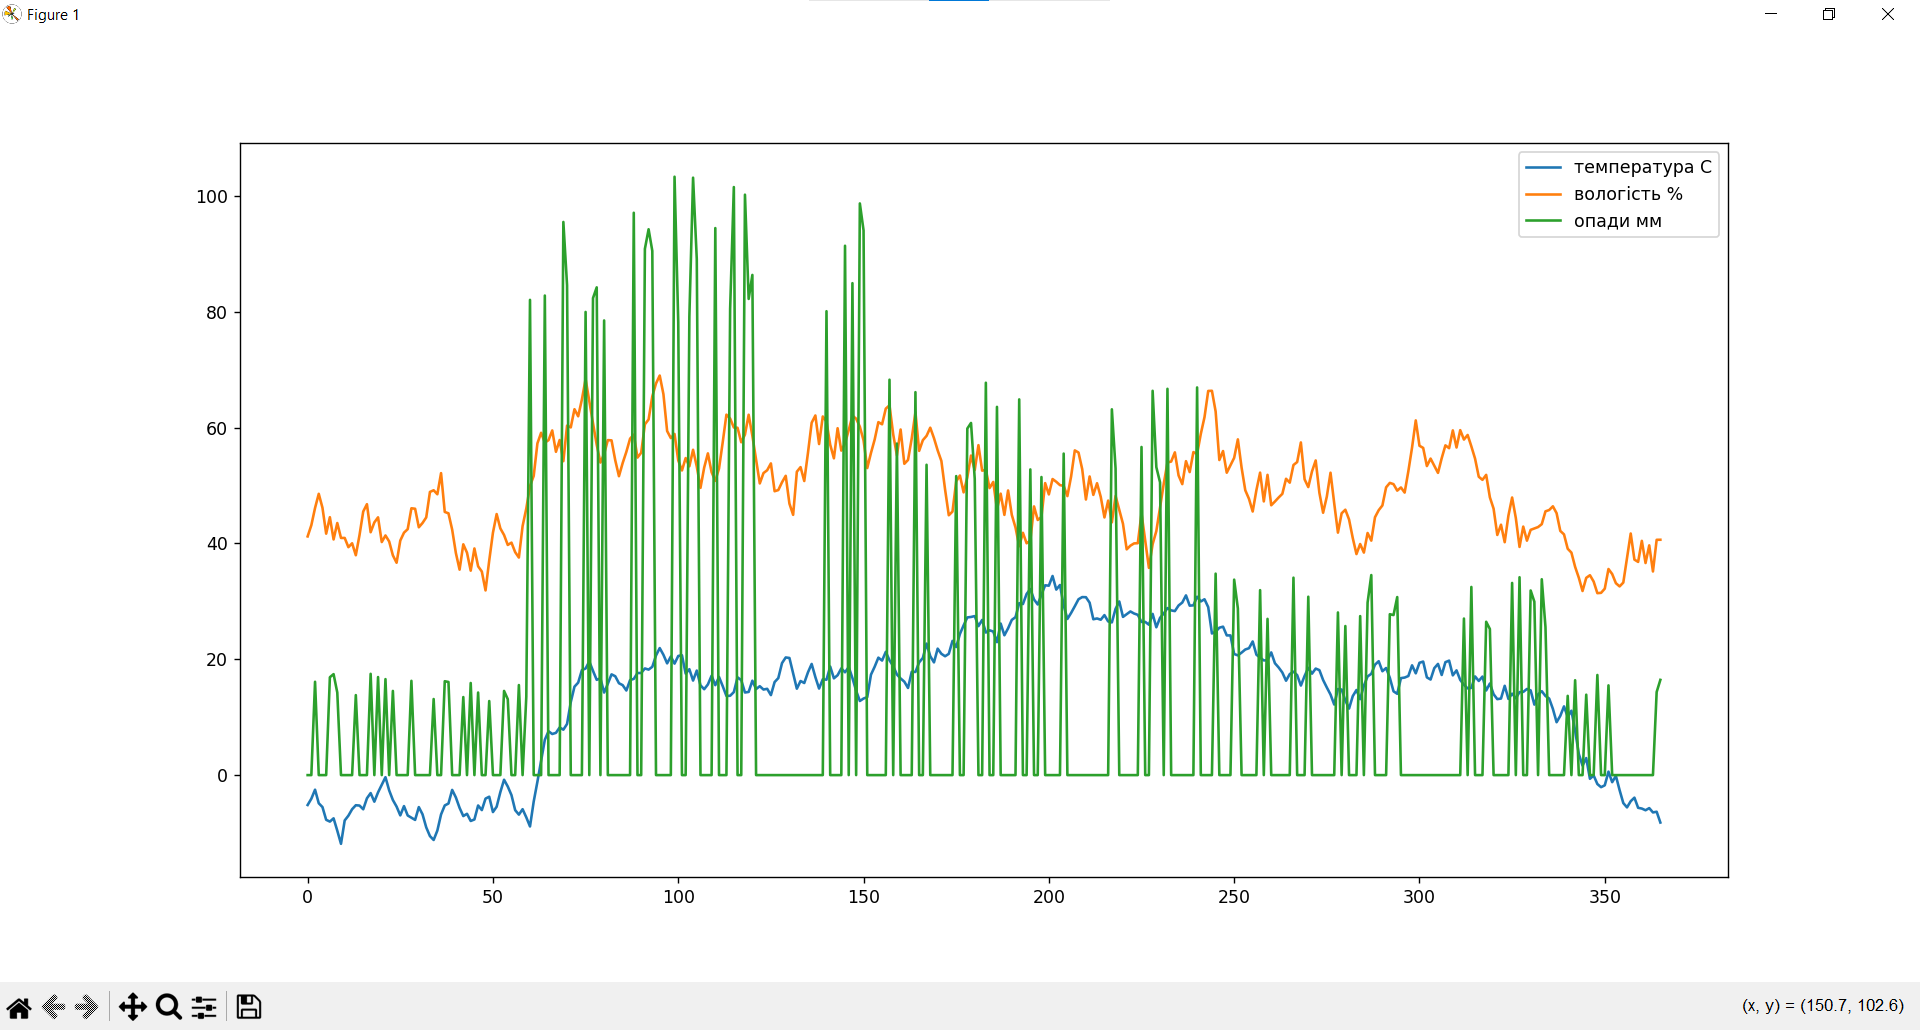 Figure 1
температура C
вологість %
опади мм
100
80
60
40
20
0
0 50 100 150 200 250 300 350
(x, y) = (150.7, 102.6)